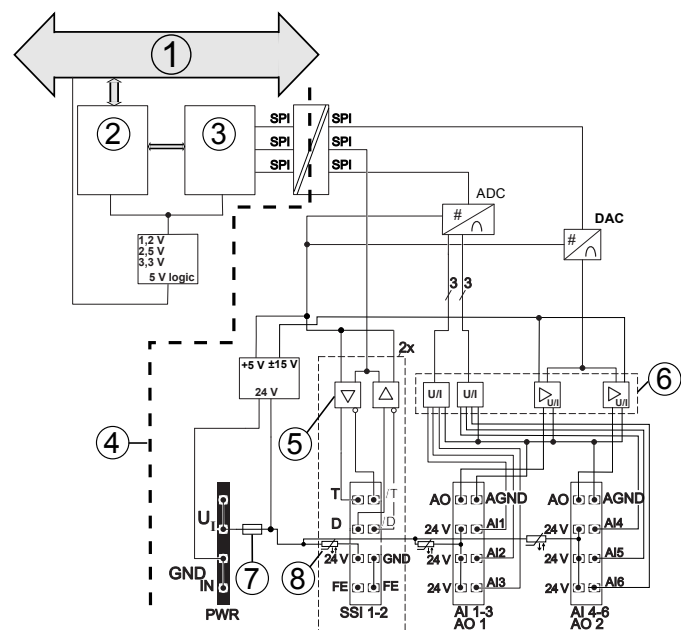 1
2
3
SPI
SPI
SPI
SPI
SPI
SPI
ADC
#
DAC
#
1,2 V
2,5 V
3,3 V
5 V logic
3 3
+5 V ±15 V
24 V
2x
U/I
U/I
U/I
U/I
6
5
4
T
/T
D
/D
24 V
GND
FE
FE
SSI 1-2
8
7
UI
GND
IN
PWR
AO
AGND
24 V
AI1
24 V
AI2
24 V
AI3
AI 1-3
AO 1
AO
AGND
24 V
AI4
24 V
AI5
24 V
AI6
AI 4-6
AO 2